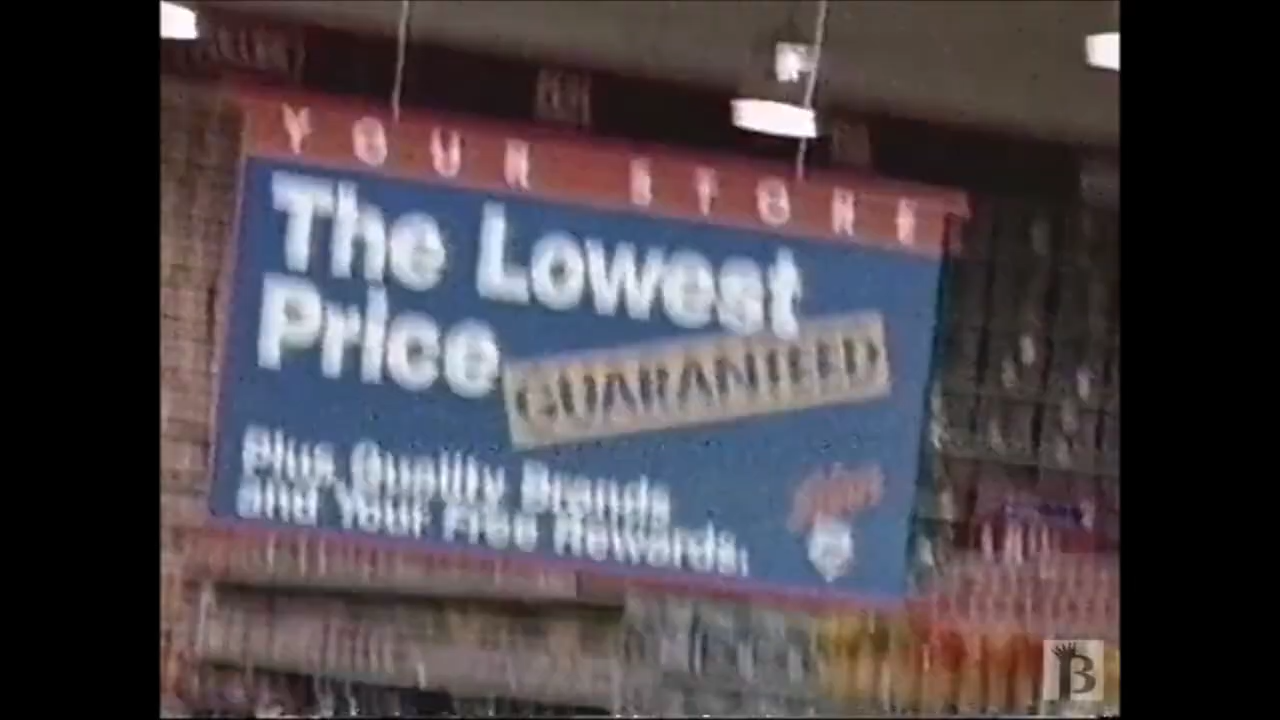 YOUR STORE
The Lowest
Price
GUARANTEED
Plus Quality Brands
and Your Free Rewards.
B